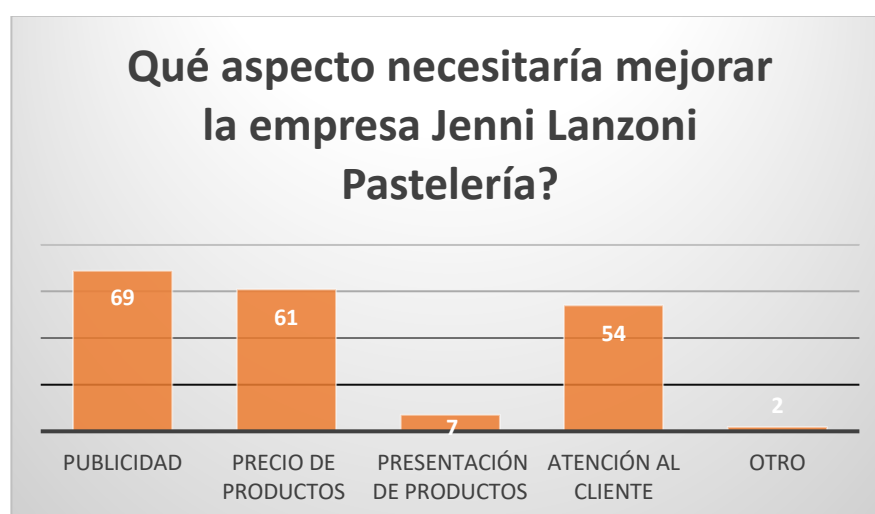 Qué aspecto necesitaría mejorar
la empresa Jenni Lanzoni
Pastelería?
69
61
7
54
2
PUBLICIDAD
PRECIO DE
PRODUCTOS
PRESENTACIÓN
DE PRODUCTOS
ATENCIÓN AL
CLIENTE
OTRO